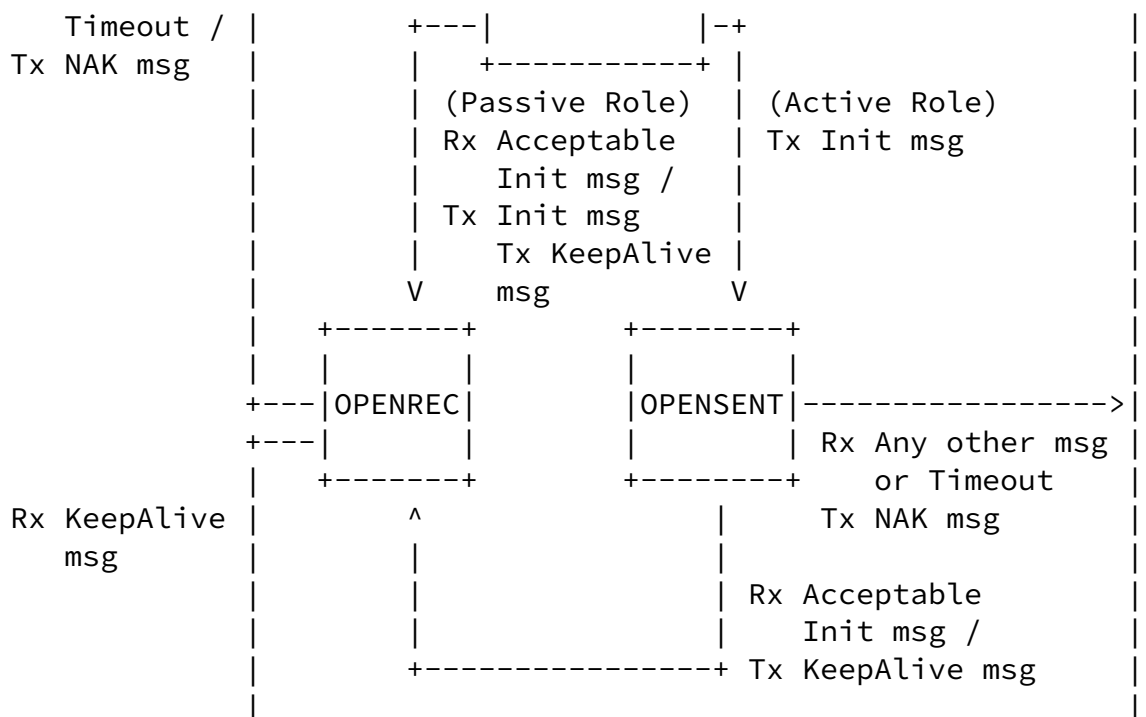 Timeout / |           +---|             |-+                         |
Tx NAK msg   |           |   +-----------+ |                         |
|           | (Passive Role)  | (Active Role)           |
|           | Rx Acceptable   | Tx Init msg             |
|           |    Init msg /   |                         |
|           | Tx Init msg     |                         |
|           |    Tx KeepAlive |                         |
|           V    msg          V                         |
|     +-------+          +--------+                     |
|     |       |          |        |                     |
+---|OPENREC|          |OPENSENT|---------------->|
+---|       |          |        | Rx Any other msg |
|     +-------+          +--------+    or Timeout       |
Rx KeepAlive |           ^                |     Tx NAK msg         |
msg       |           |                |                        |
|           |                | Rx Acceptable          |
|           |                |    Init msg /          |
|           +----------------+ Tx KeepAlive msg       |
|                                                     |